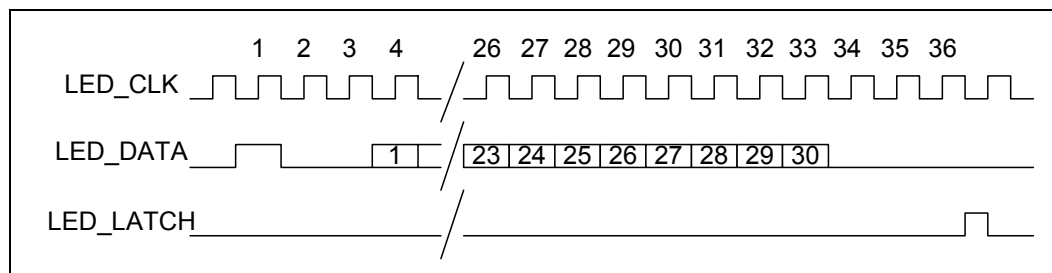 1 2 3 4 26 27 28 29 30 31 32 33 34 35 36
LED_CLK
LED_DATA 1 23 24 25 26 27 28 29 30
LED_LATCH